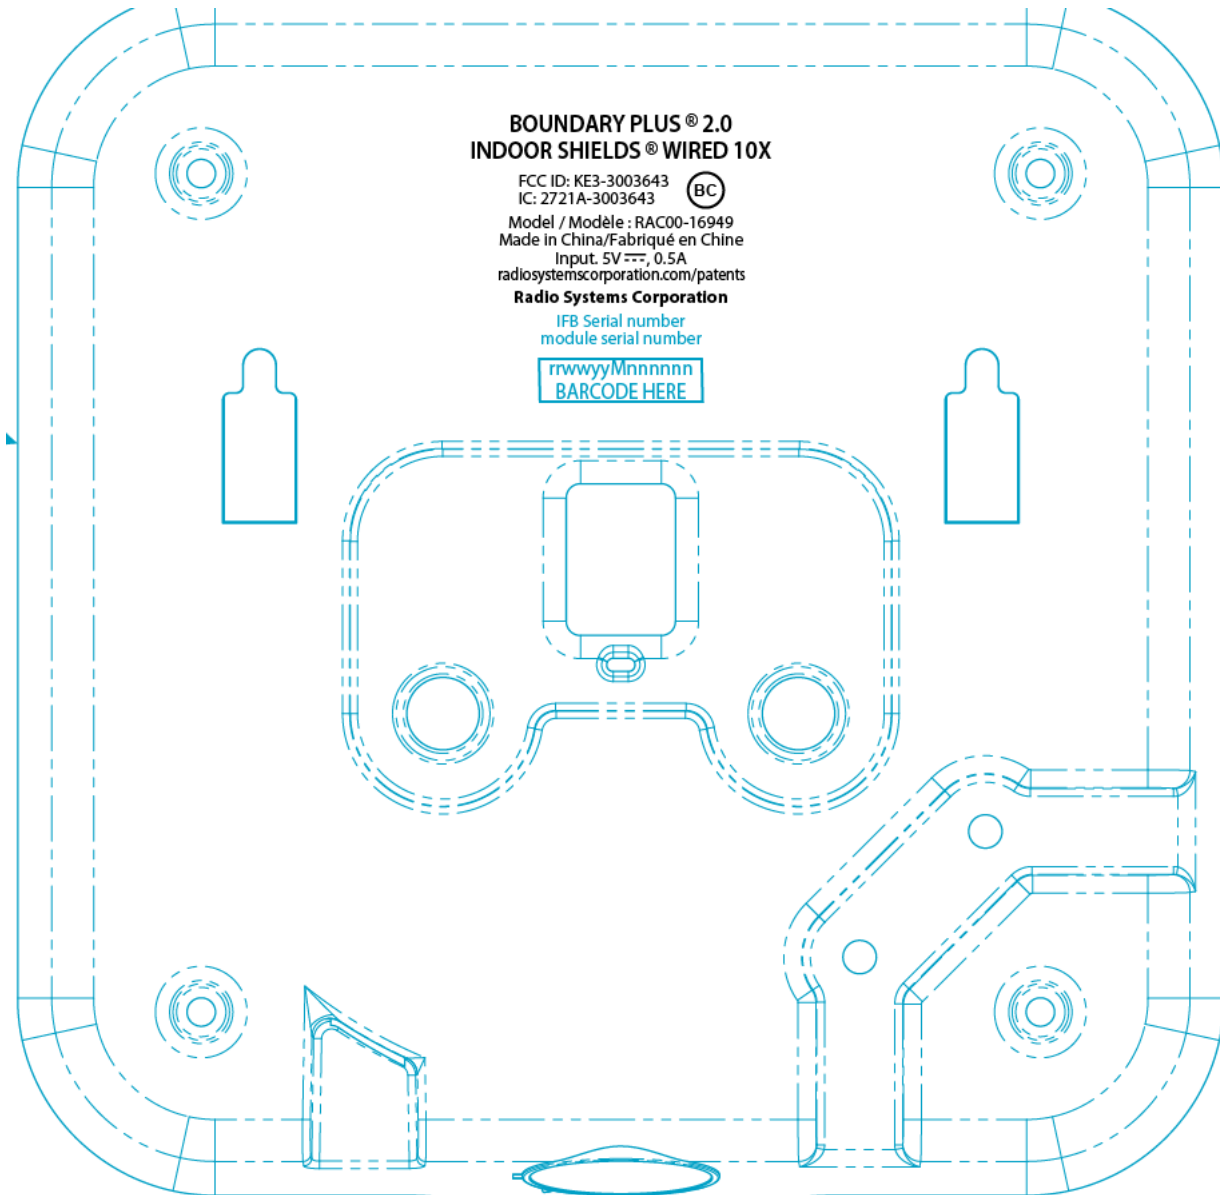 BOUNDARY PLUS ® 2.0
INDOOR SHIELDS ® WIRED 10X
FCC ID: KE3-3003643
IC: 2721A-3003643
BC
Model / Modèle : RAC00-16949
Made in China/Fabriqué en Chine
Input. 5V ⎓, 0.5A
radiosystemscorporation.com/patents
Radio Systems Corporation
IFB Serial number
module serial number
rrwwyyMnnnnnn
BARCODE HERE